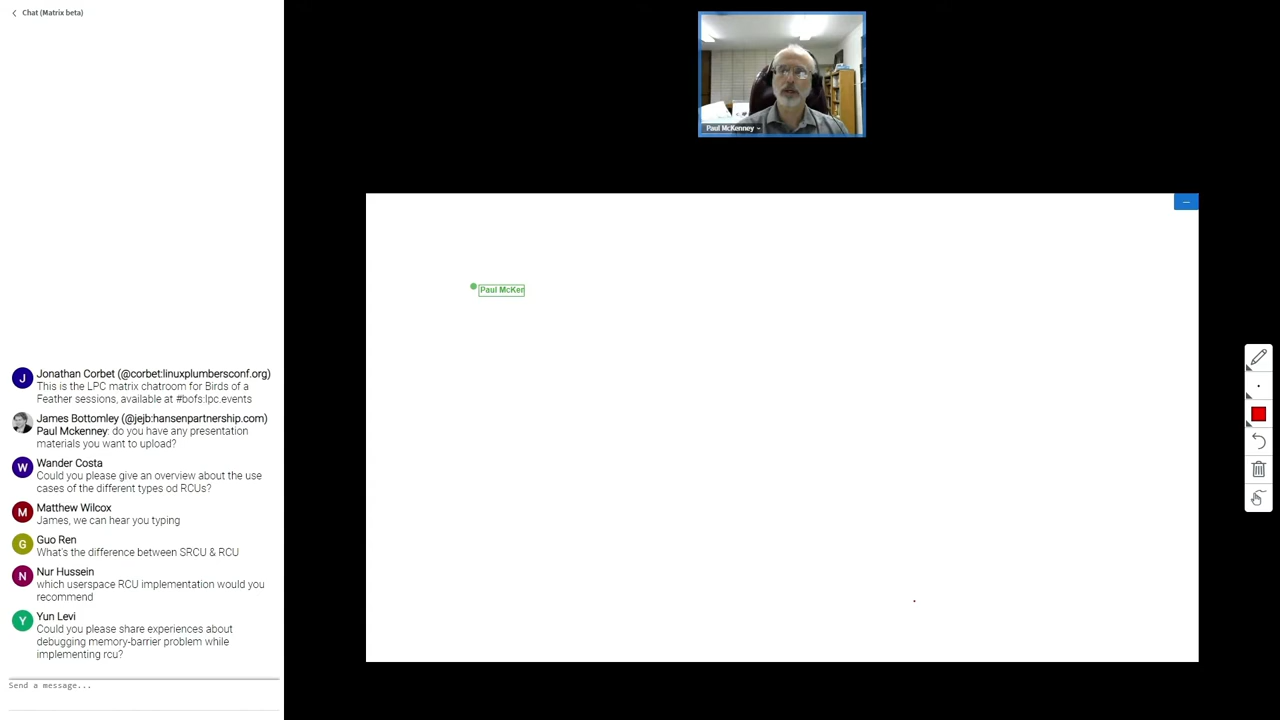 Chat (Matrix beta)
Paul McKenney
Paul McKer
Jonathan Corbet (@corbet:linuxplumbersconf.org)
This is the LPC matrix chatroom for Birds of a
Feather sessions, available at #bofs:lpc.events
James Bottomley (@jejb:hansenpartnership.com)
Paul Mckenney: do you have any presentation
materials you want to upload?
Wander Costa
Could you please give an overview about the use
cases of the different types od RCUs?
Matthew Wilcox
James, we can hear you typing
Guo Ren
What's the difference between SRCU & RCU
Nur Hussein
which userspace RCU implementation would you
recommend
Yun Levi
Could you please share experiences about
debugging memory-barrier problem while
implementing rcu?
Send a message...
J
W
M
G
N
Y